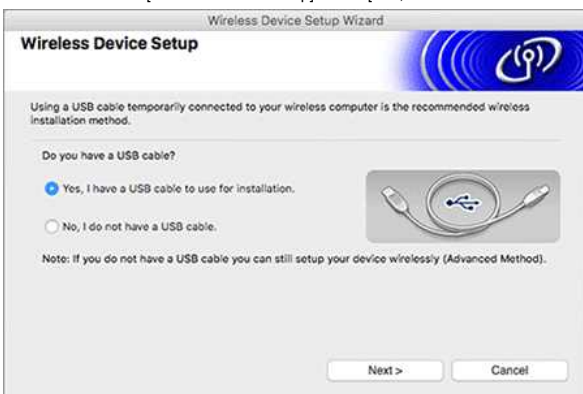 Wireless Device Setup Wizard
Wireless Device Setup
Using a USB cable temporarily connected to your wireless computer is the recommended wireless
installation method.
Do you have a USB cable?
Yes, I have a USB cable to use for installation.
No, I do not have a USB cable.
Note: If you do not have a USB cable you can still setup your device wirelessly (Advanced Method).
Next >
Cancel